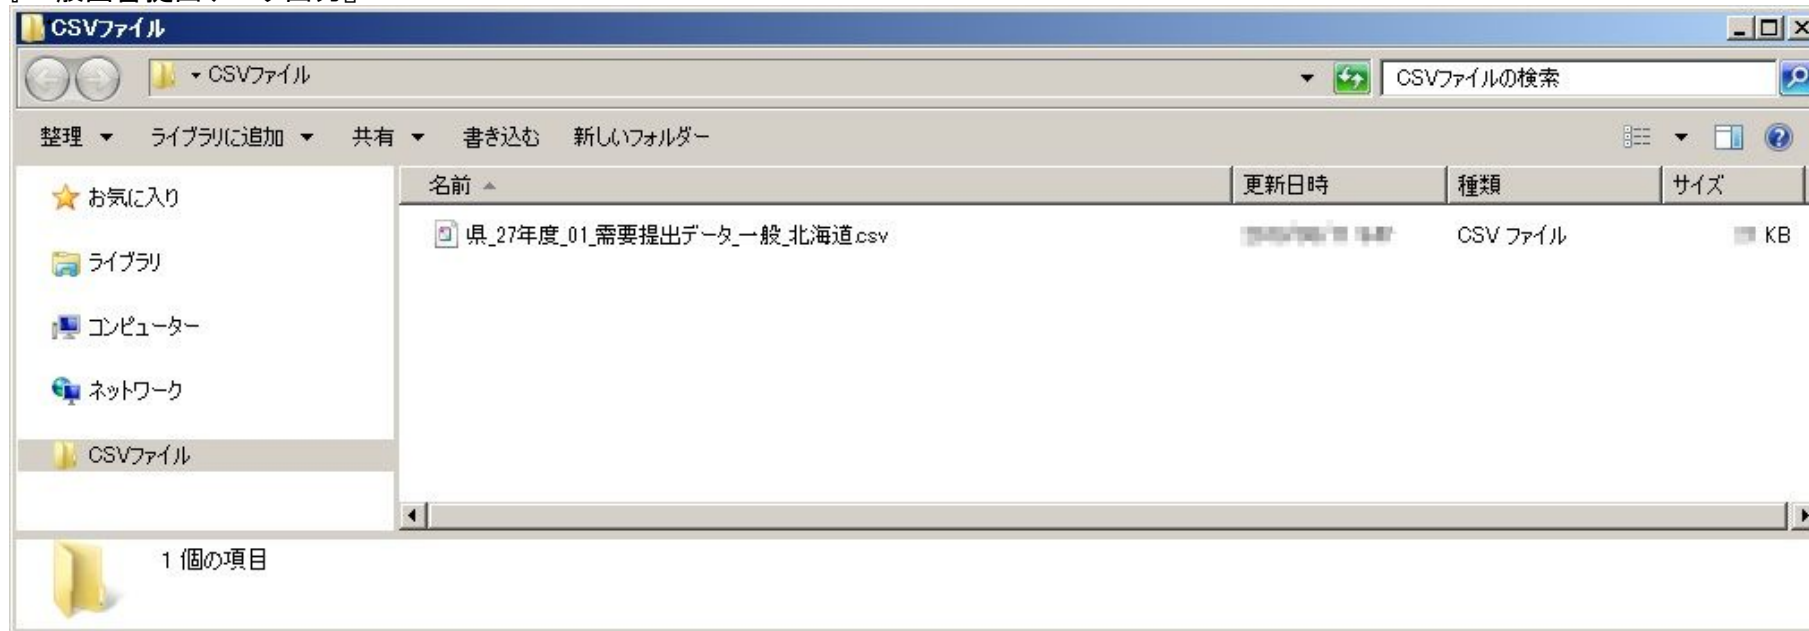 CSVファイル
CSVファイル
CSVファイルの検索
整理 ライブラリに追加 共有 書き込む 新しいフォルダー
名前 更新日時 種類 サイズ
お気に入り
県_27年度_01_需要提出データ_一般_北海道.csv CSV ファイル KB
ライブラリ
コンピューター
ネットワーク
CSVファイル
1 個の項目